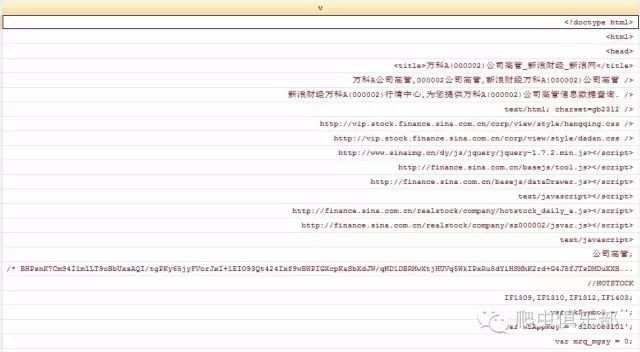 v
<!doctype html>
<html>
<head>
<title>万科A(000002)公司高管_新浪财经_新浪网</title>
万科A公司高管,000002公司高管,新浪财经万科A(000002)公司高管 />
新浪财经万科A(000002)行情中心,为您提供万科A(000002)公司高管信息数据查询. />
text/html; charset=gb2312 />
http://vip.stock.finance.sina.com.cn/corp/view/style/hangqing.css />
http://vip.stock.finance.sina.com.cn/corp/view/style/dadan.css />
http://www.sinaimg.cn/dy/js/jquery/jquery-1.7.2.min.js></script>
http://finance.sina.com.cn/basejs/tool.js></script>
http://finance.sina.com.cn/basejs/dataDrawer.js></script>
text/javascript></script>
http://finance.sina.com.cn/realstock/company/hotstock_daily_a.js></script>
http://finance.sina.com.cn/realstock/company/sz000002/jsvar.js></script>
text/javascript>
公司高管;
//HOTSTOCK
IF1309,IF1310,IF1312,IF1403;
var hkSymbol = '';
var wbAppKey = '3202088101';
var mrq_mgsy = 0;
爬虫俱乐部